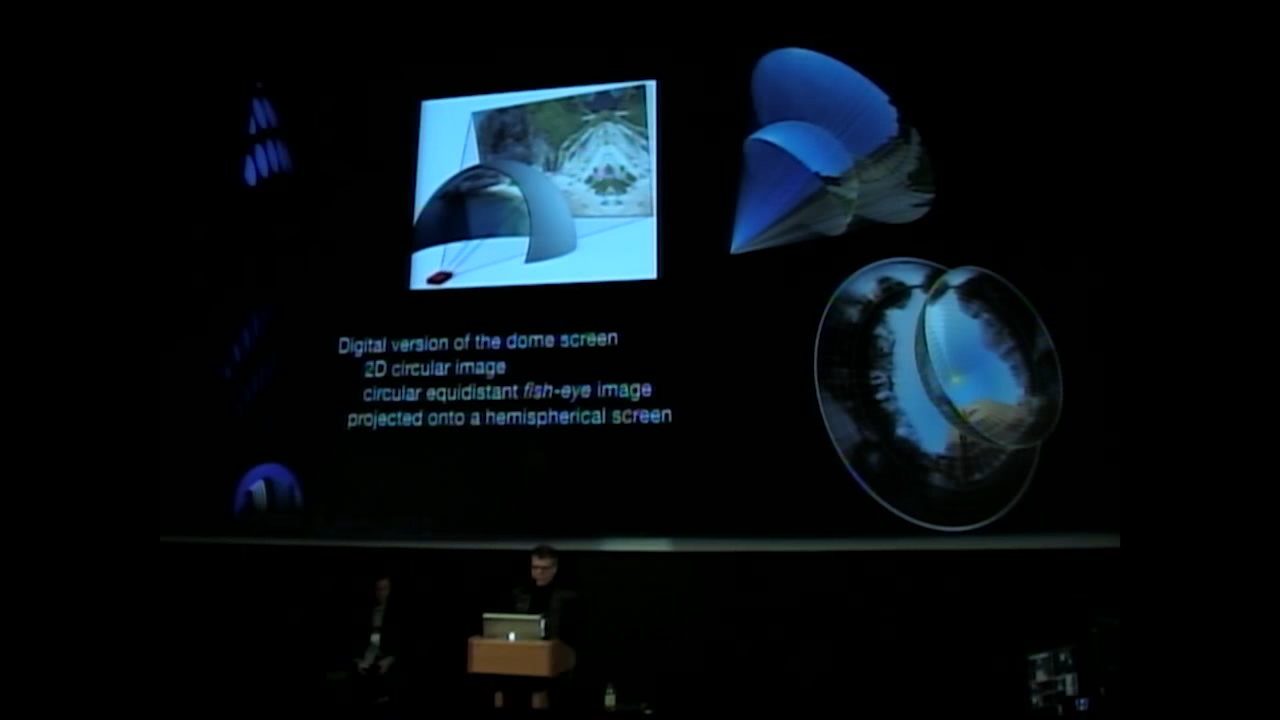 Digital version of the dome screen
2D circular image
circular equidistant fish-eye image
projected onto a hemispherical screen